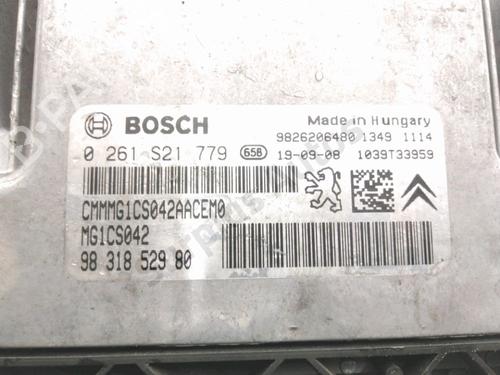 BOSCH
Made in Hungary
9826206480 1349 1114
0 261 S21 779 65B 19-09-08 1039T33959
CMMMG1CS042AACEM0
MG1CS042
98 318 529 80